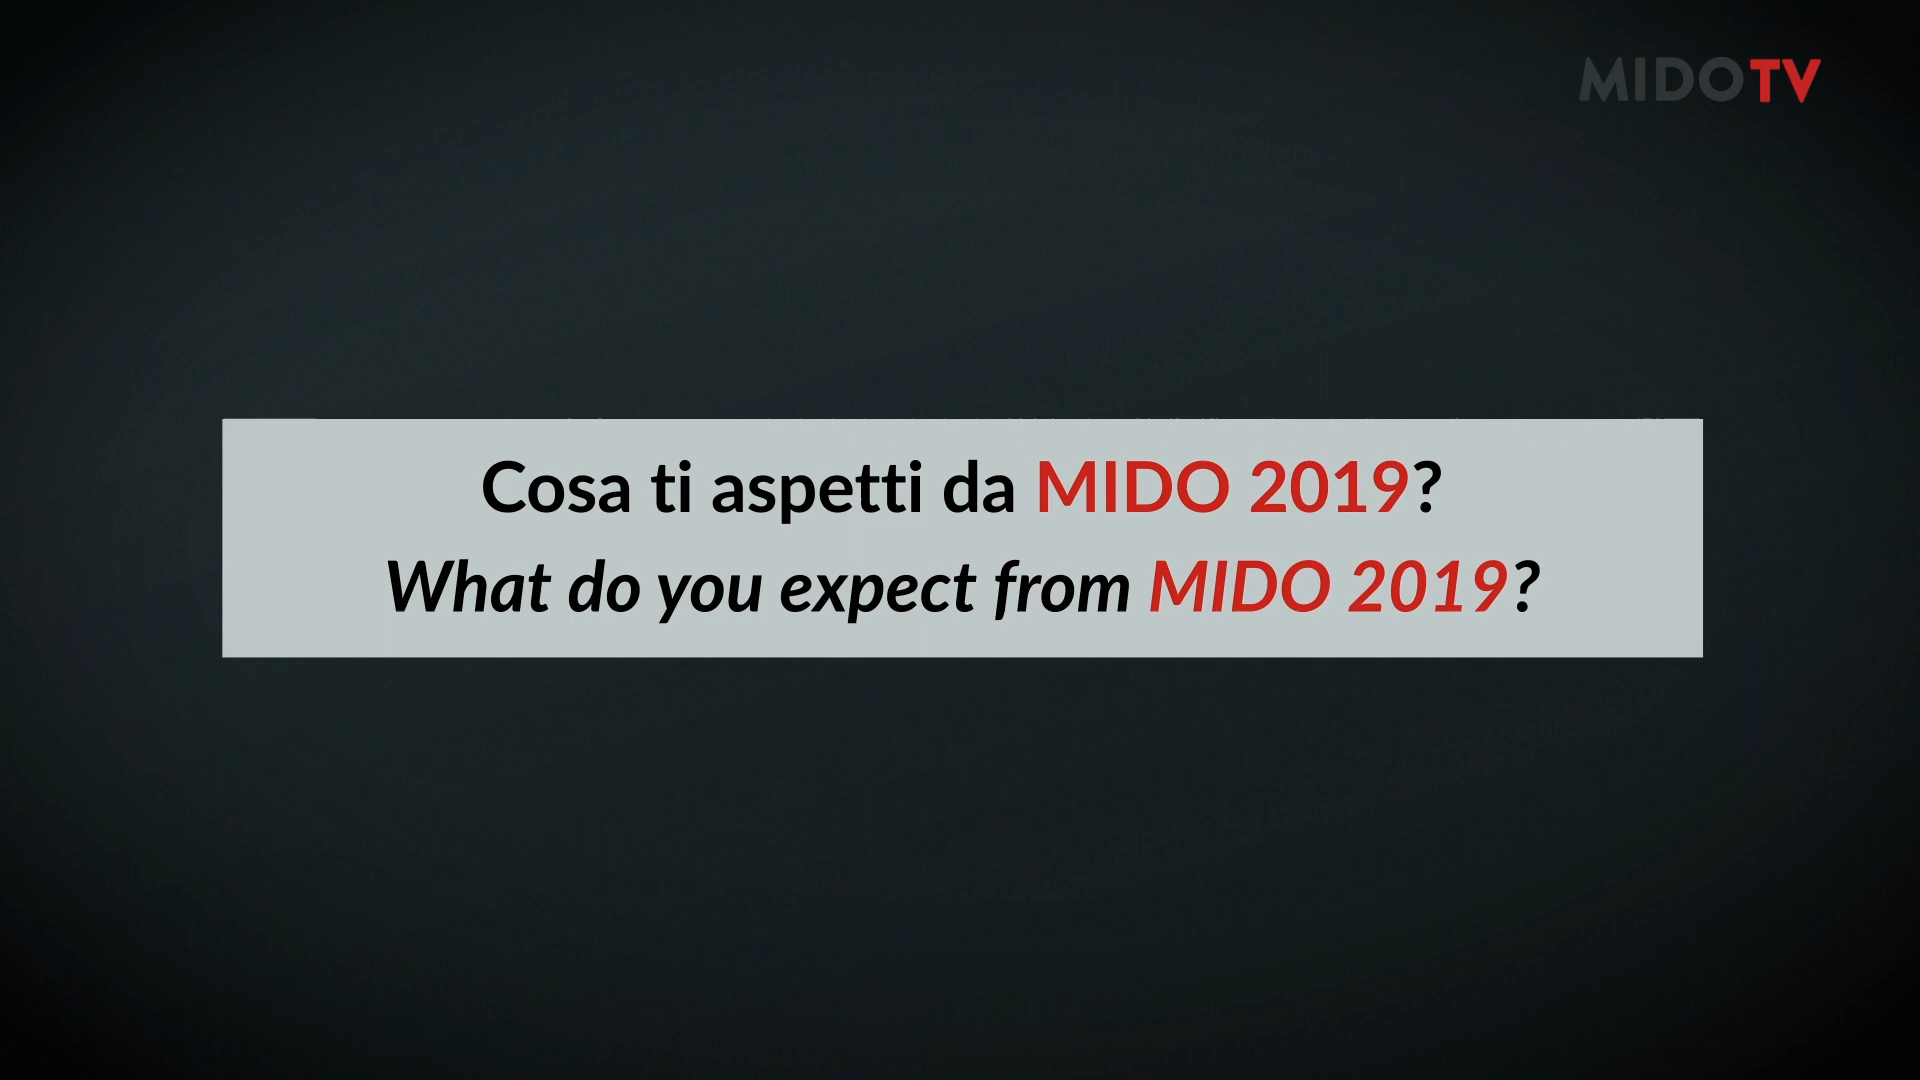 MIDOTV
Cosa ti aspetti da MIDO 2019?
What do you expect from MIDO 2019?